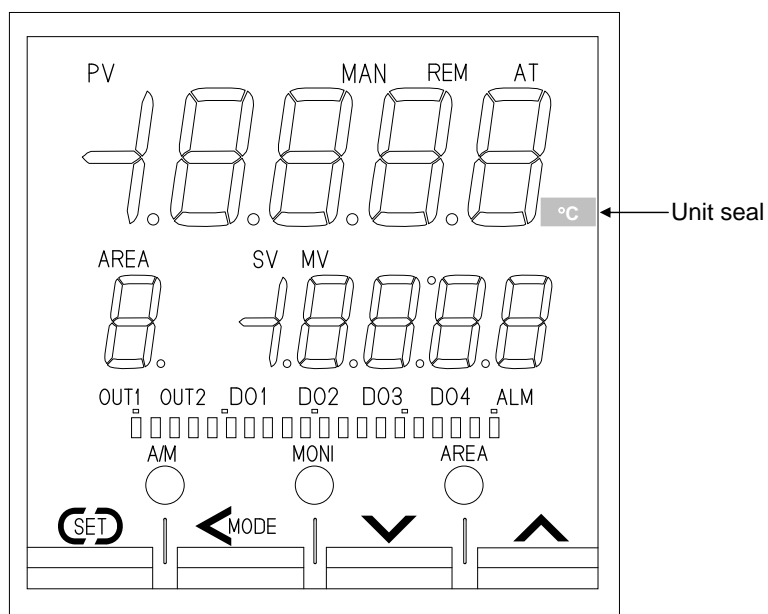 PV MAN REM AT
°C Unit seal
AREA SV MV
OUT1 OUT2 DO1 DO2 DO3 DO4 ALM
A/M MONI AREA
SET MODE